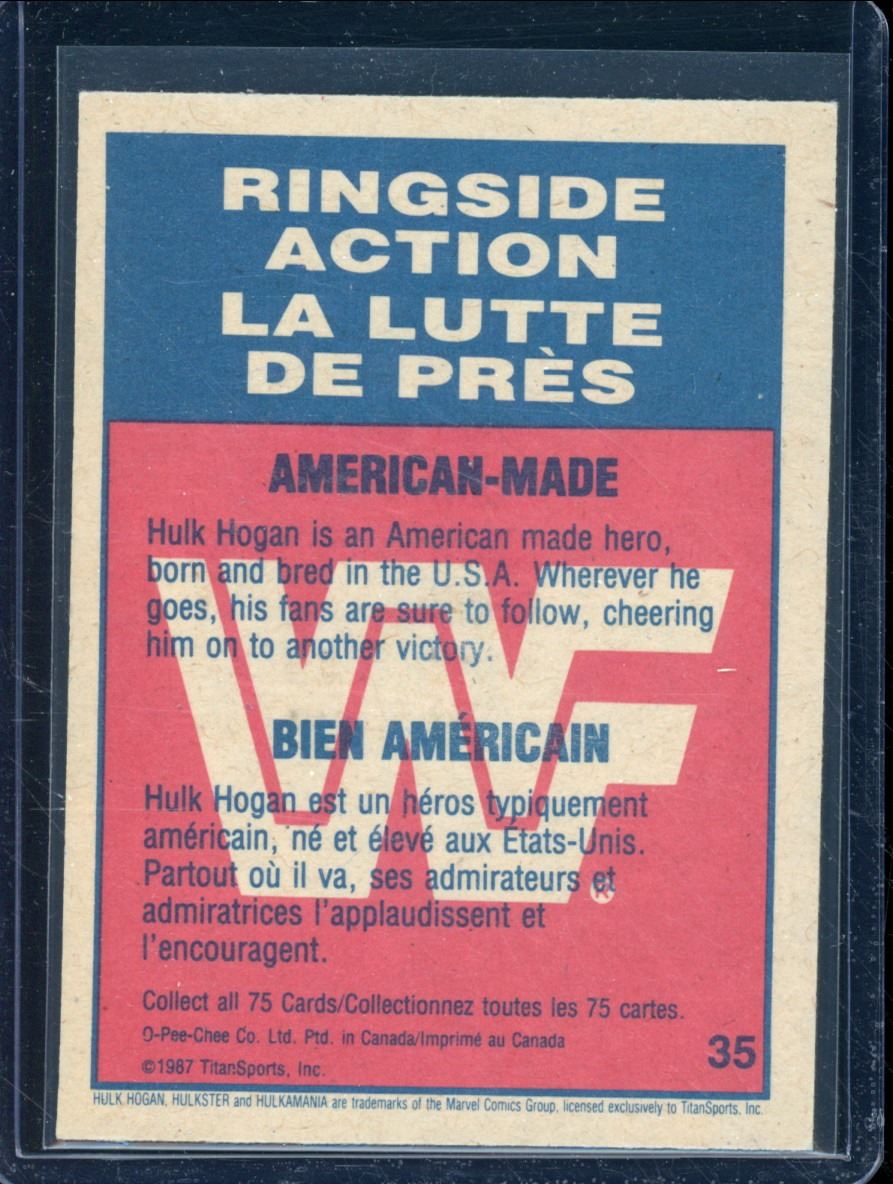 RINGSIDE
ACTION
LA LUTTE
DE PRÈS
AMERICAN-MADE
Hulk Hogan is an American made hero,
born and bred in the U.S.A. Wherever he
goes, his fans are sure to follow, cheering
him on to another victory.
BIEN AMÉRICAIN
Hulk Hogan est un héros typiquement
américain, né et élevé aux États-Unis.
Partout où il va, ses admirateurs et
admiratrices l'applaudissent et
l'encouragent.
Collect all 75 Cards/Collectionnez toutes les 75 cartes.
O-Pee-Chee Co. Ltd. Ptd. in Canada/Imprimé au Canada
©1987 TitanSports, Inc.
35
HULK HOGAN, HULKSTER and HULKAMANIA are trademarks of the Marvel Comics Group, licensed exclusively to TitanSports, Inc.
WF
®